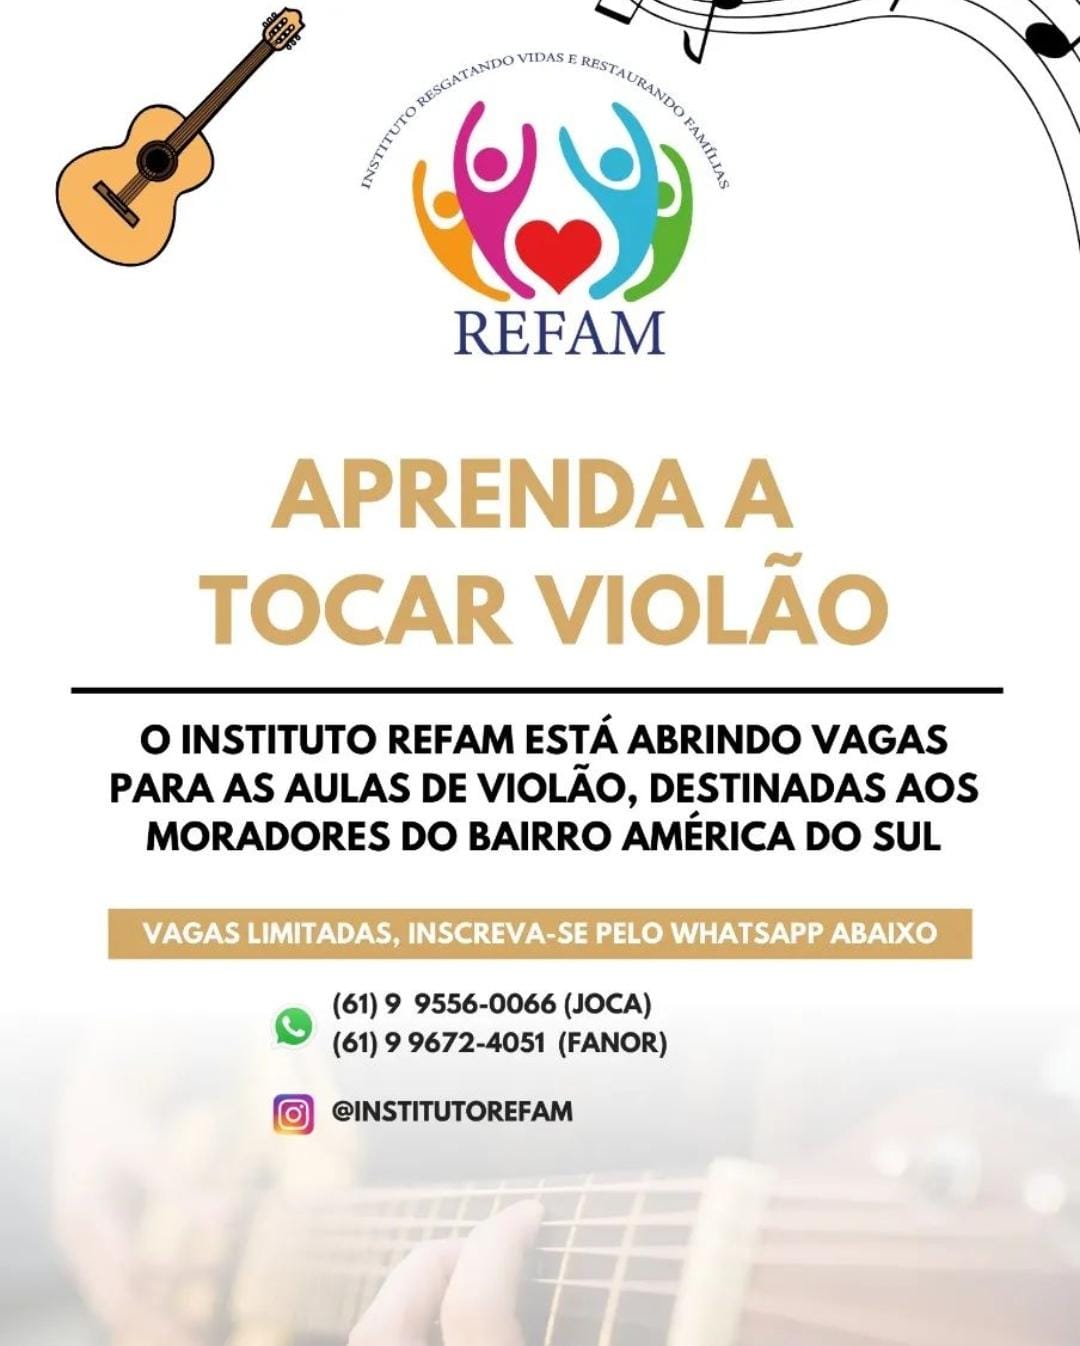 INSTITUTO RESGATANDO VIDAS E RESTAURANDO FAMÍLIAS
REFAM
APRENDA A
TOCAR VIOLÃO
O INSTITUTO REFAM ESTÁ ABRINDO VAGAS
PARA AS AULAS DE VIOLÃO, DESTINADAS AOS
MORADORES DO BAIRRO AMÉRICA DO SUL
VAGAS LIMITADAS, INSCREVA-SE PELO WHATSAPP ABAIXO
(61) 9 9556-0066 (JOCA)
(61) 9 9672-4051 (FANOR)
@INSTITUTOREFAM